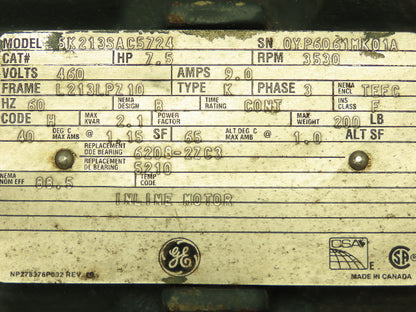 MODEL 5K213SAC5724 SN 0YP6061MK01A
CAT# HP 7.5 RPM 3530
VOLTS 460 AMPS 9.0
FRAME L213LPZ10 TYPE K PHASE 3 ENCL TEFC
HZ 60 NEMA DESIGN B TIME RATING CONT INS CLASS F
CODE H MAX KVAR 2.1 POWER FACTOR MAX WEIGHT 200 LB
40 DEG C MAX AMB @ 1.15 SF 65 ALT DEG C MAX AMB @ 1.0 ALT SF
REPLACEMENT DE BEARING 6208-2ZC3
REPLACEMENT ODE BEARING 5210
NEMA NOM EFF 88.5 TEMP CODE
INLINE MOTOR
GE
CSA E
NP278376P032 REV
MADE IN CANADA